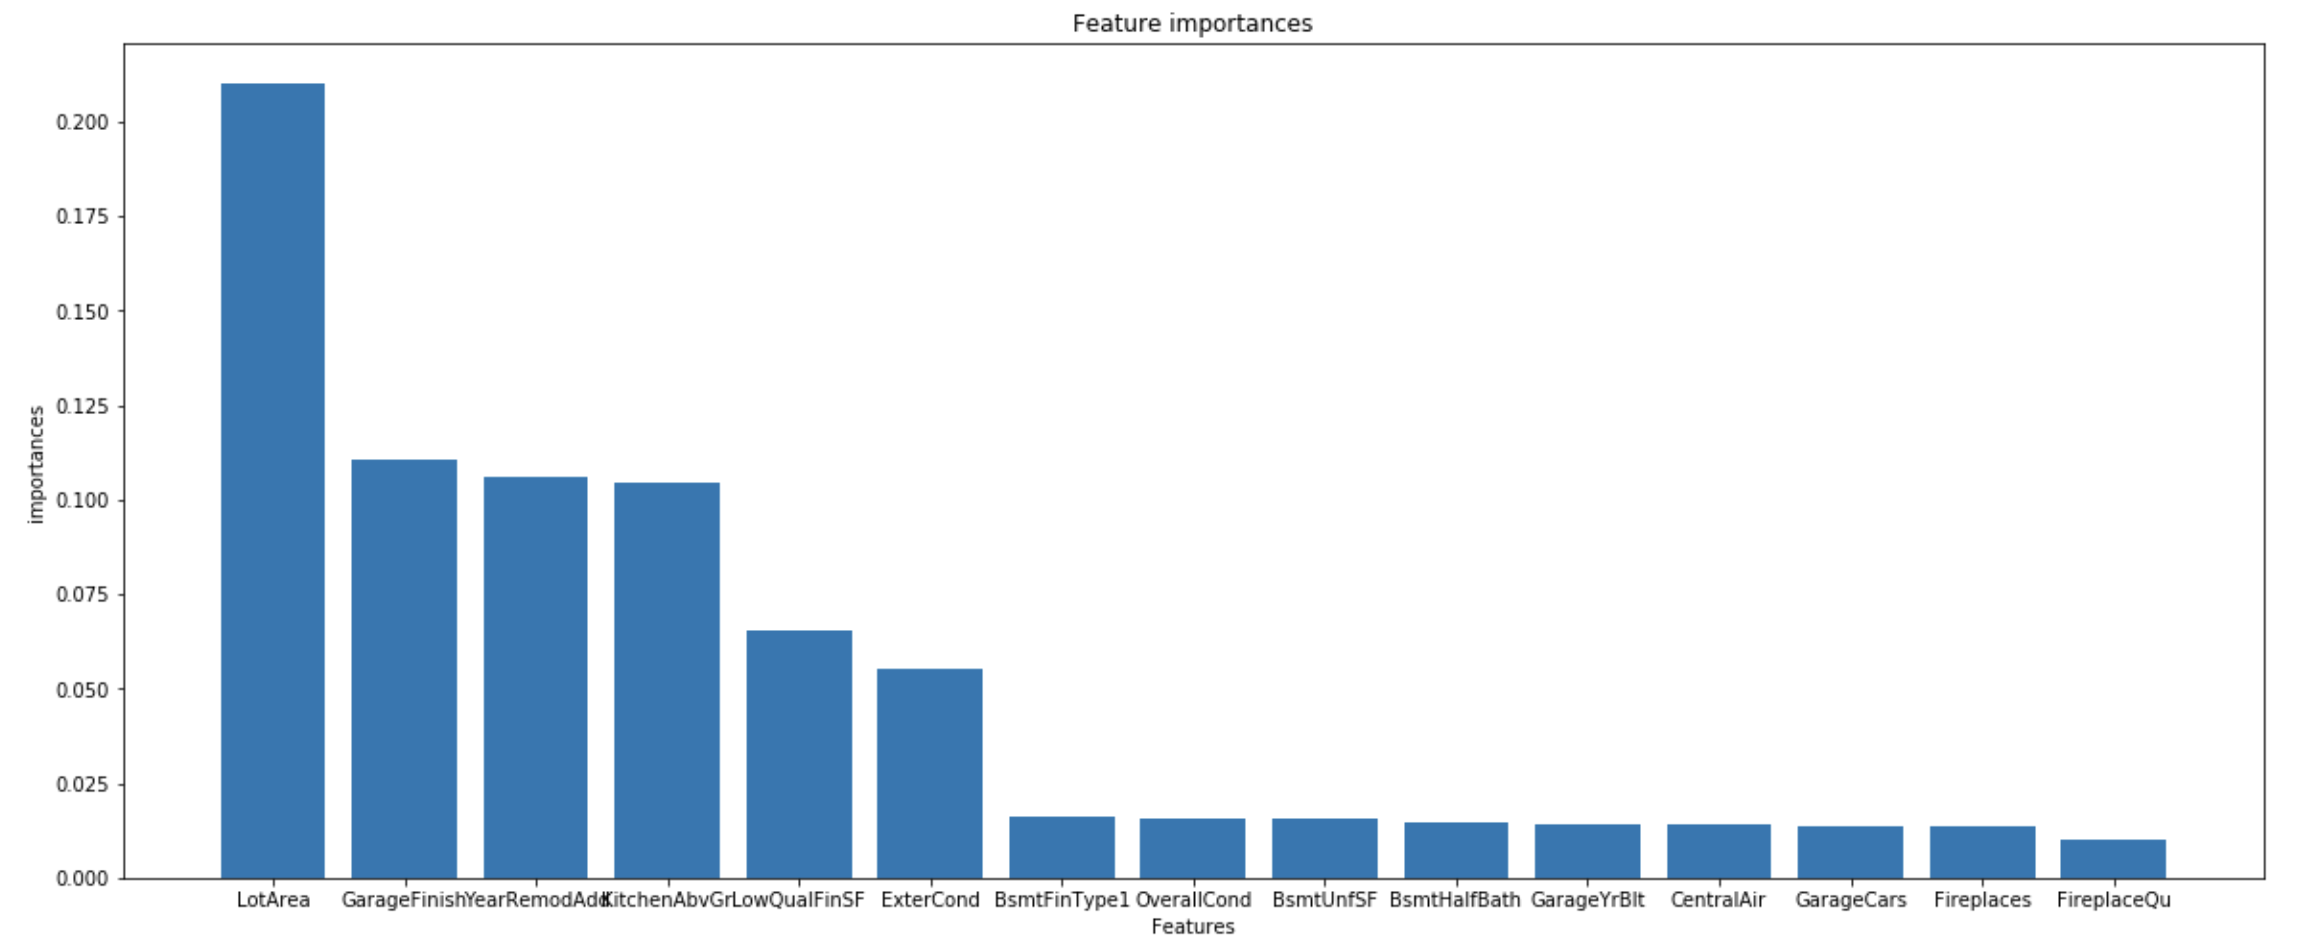 Feature importances
importances
0.200
0.175
0.150
0.125
0.100
0.075
0.050
0.025
0.000
LotArea GarageFinish YearRemodAdd KitchenAbvGr LowQualFinSF ExterCond BsmtFinType1 OverallCond BsmtUnfSF BsmtHalfBath GarageYrBlt CentralAir GarageCars Fireplaces FireplaceQu
Features